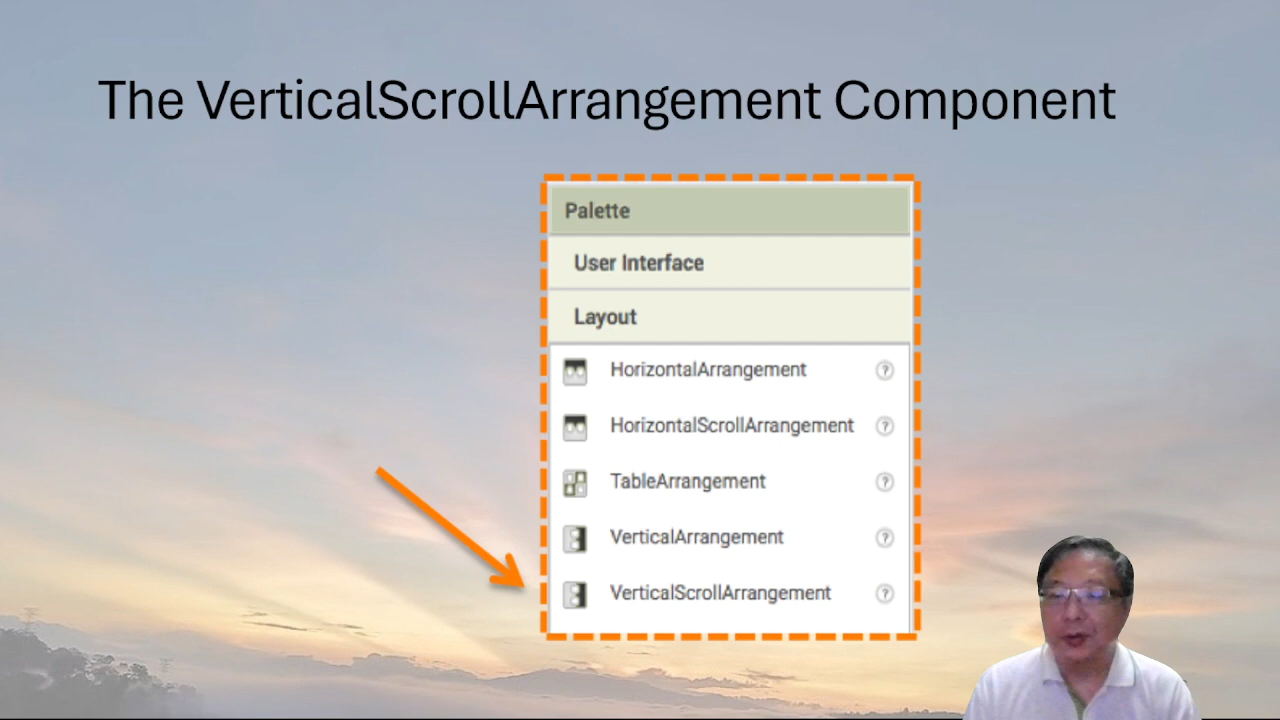 The VerticalScrollArrangement Component
Palette
User Interface
Layout
HorizontalArrangement ?
HorizontalScrollArrangement ?
TableArrangement ?
VerticalArrangement ?
VerticalScrollArrangement ?